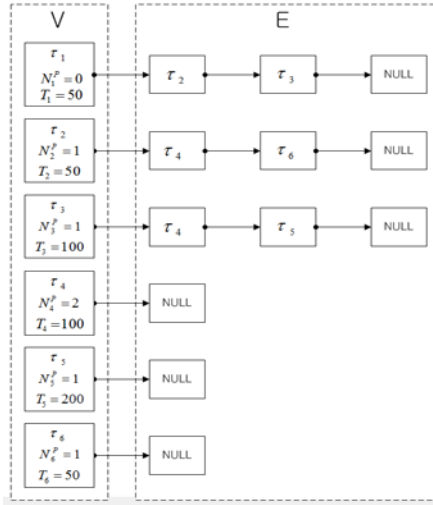 V E
τ₁
N₁ᵖ=0
T₁=50
τ₂ τ₃ NULL
τ₂
N₂ᵖ=1
T₂=50
τ₄ τ₆ NULL
τ₃
N₃ᵖ=1
T₃=100
τ₄ τ₅ NULL
τ₄
N₄ᵖ=2
T₄=100
NULL
τ₅
N₅ᵖ=1
T₅=200
NULL
τ₆
N₆ᵖ=1
T₆=50
NULL